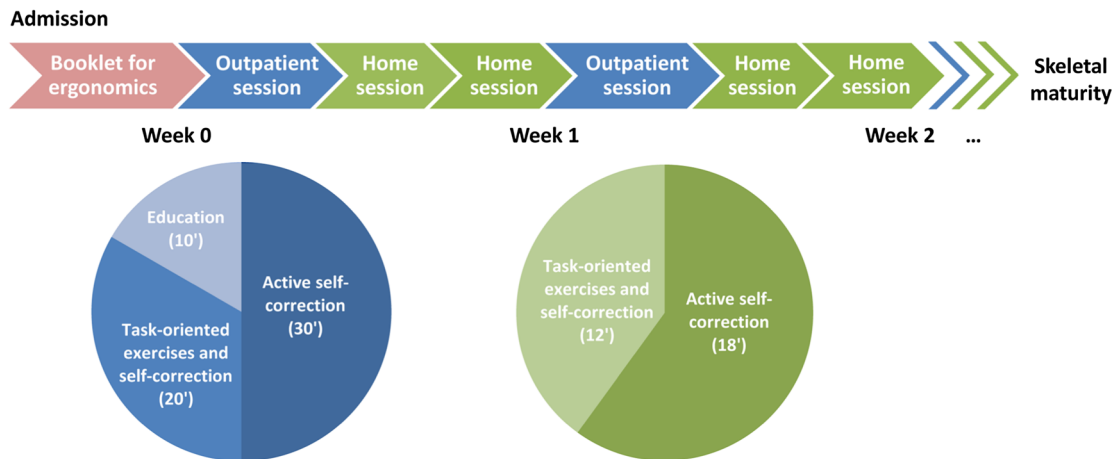 Admission
Booklet for
ergonomics
Outpatient
session
Home
session
Home
session
Outpatient
session
Home
session
Home
session
Skeletal
maturity
Week 0
Week 1
Week 2
...
Education
(10')
Active self-
correction
(30')
Task-oriented
exercises and
self-correction
(20')
Task-oriented
exercises and
self-correction
(12')
Active self-
correction
(18')